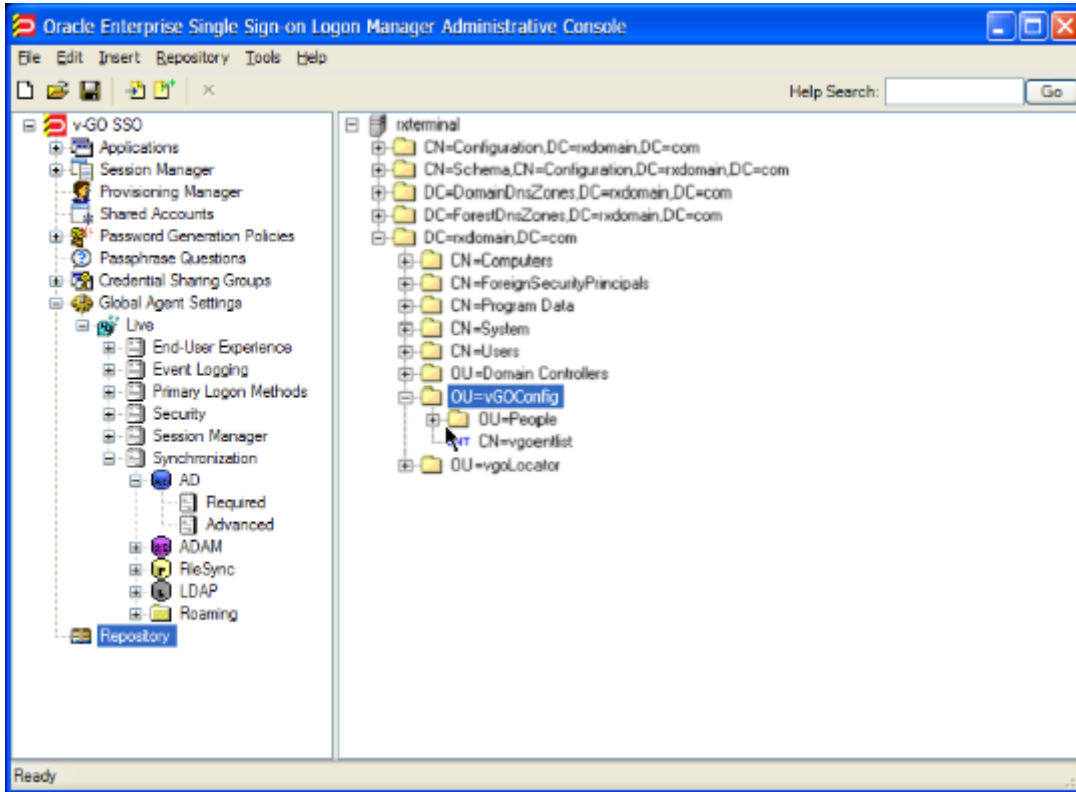 Oracle Enterprise Single Sign-on Logon Manager Administrative Console
File Edit Insert Repository Tools Help
Help Search: Go
v-GO SSO
Applications
Session Manager
Provisioning Manager
Shared Accounts
Password Generation Policies
Passphrase Questions
Credential Sharing Groups
Global Agent Settings
Live
End-User Experience
Event Logging
Primary Logon Methods
Security
Session Manager
Synchronization
AD
Required
Advanced
ADAM
FileSync
LDAP
Roaming
Repository
rxterminal
CN=Configuration,DC=rxdomain,DC=com
CN=Schema,CN=Configuration,DC=rxdomain,DC=com
DC=DomainDnsZones,DC=rxdomain,DC=com
DC=ForestDnsZones,DC=rxdomain,DC=com
DC=rxdomain,DC=com
CN=Computers
CN=ForeignSecurityPrincipals
CN=Program Data
CN=System
CN=Users
OU=Domain Controllers
OU=vGOConfig
OU=People
CN=vgoentlist
OU=vgoLocator
Ready